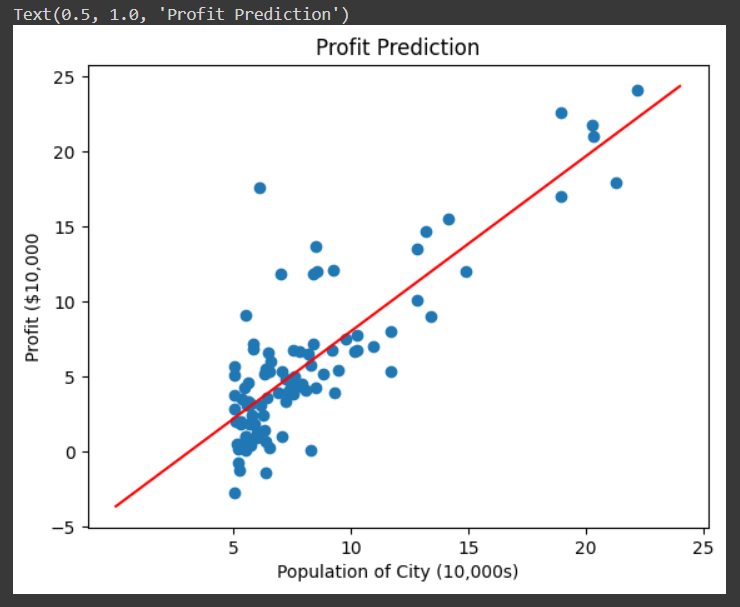 Text(0.5, 1.0, 'Profit Prediction')
Profit Prediction
Profit ($10,000
25
20
15
10
5
0
−5
5 10 15 20 25
Population of City (10,000s)